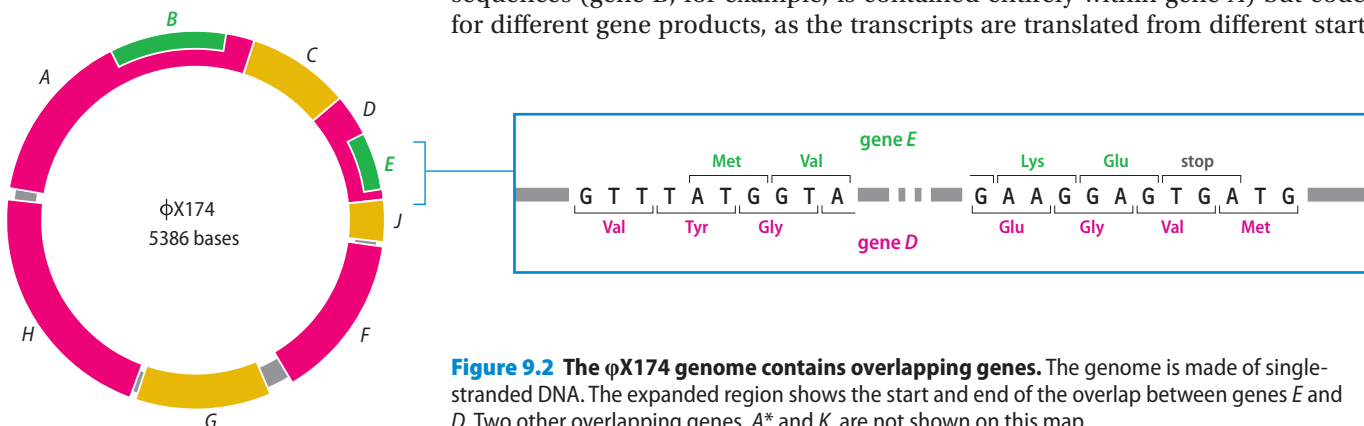 sequences (gene B, for example, is contained entirely within gene A) but code
for different gene products, as the transcripts are translated from different start
B
A
C
D
E
J
F
G
H
ϕX174
5386 bases
gene E
Met Val Lys Glu stop
G T T T A T G G T A G A A G G A G T G A T G
Val Tyr Gly Glu Gly Val Met
gene D
Figure 9.2 The φX174 genome contains overlapping genes. The genome is made of single-
stranded DNA. The expanded region shows the start and end of the overlap between genes E and
D. Two other overlapping genes, A* and K, are not shown on this map.